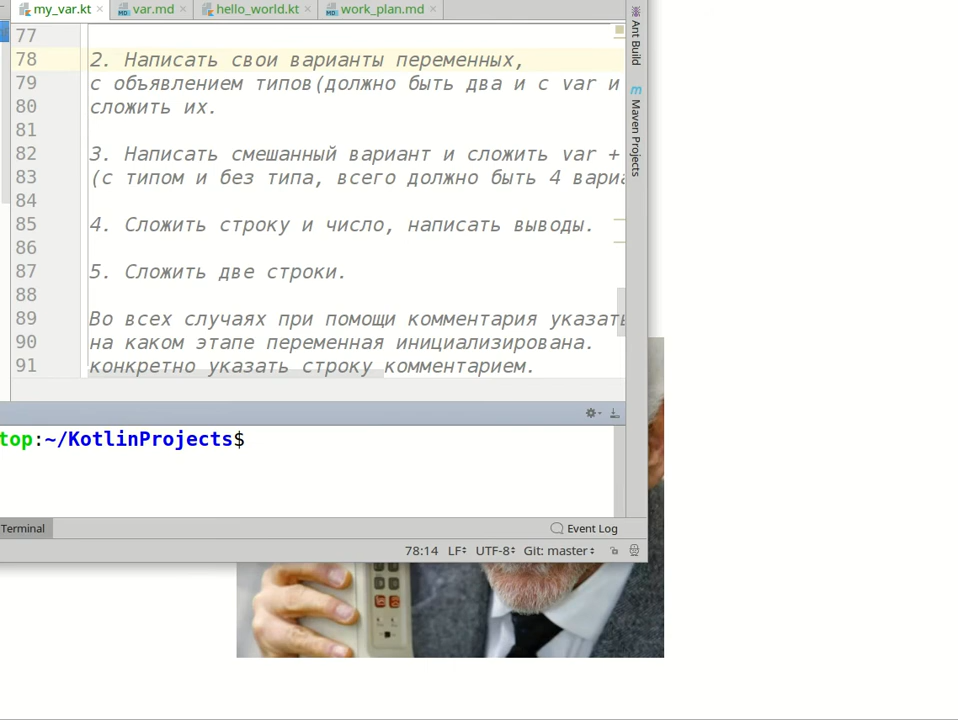 my_var.kt var.md hello_world.kt work_plan.md
77
78 2. Написать свои варианты переменных,
79 с объявлением типов(должно быть два и с var и
80 сложить их.
81
82 3. Написать смешанный вариант и сложить var +
83 (с типом и без типа, всего должно быть 4 вариа
84
85 4. Сложить строку и число, написать выводы.
86
87 5. Сложить две строки.
88
89 Во всех случаях при помощи комментария указать
90 на каком этапе переменная инициализирована.
91 конкретно указать строку комментарием.
Ant Build
Maven Projects
top:~/KotlinProjects$
Terminal Event Log
78:14 LF UTF-8 Git: master